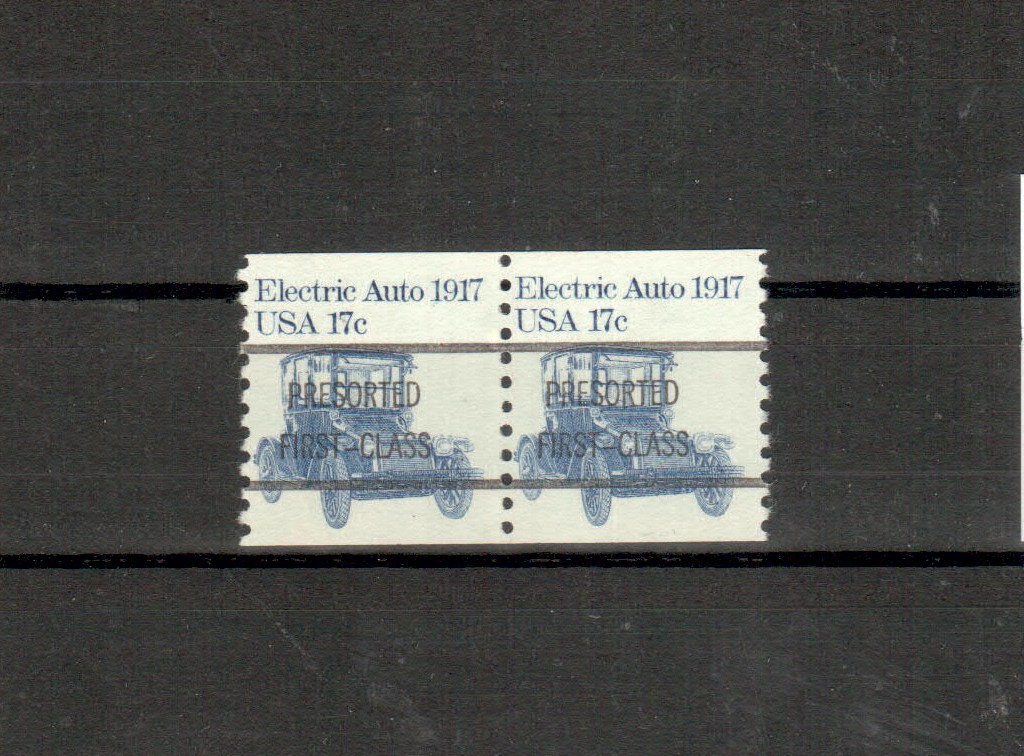 Electric Auto 1917
USA 17c
PRESORTED
FIRST-CLASS
Electric Auto 1917
USA 17c
PRESORTED
FIRST-CLASS